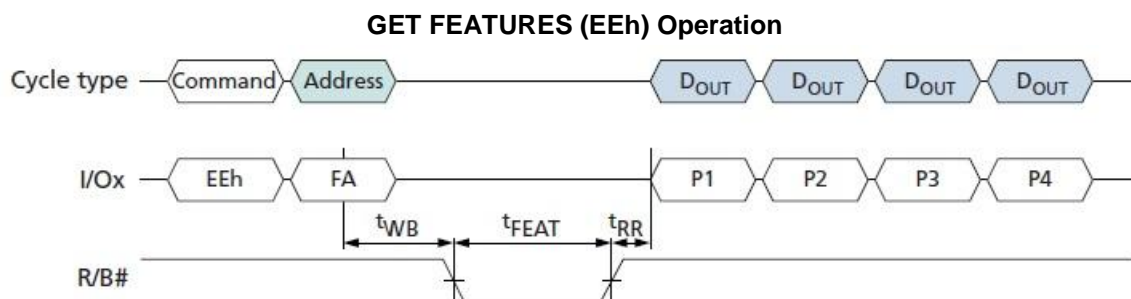 GET FEATURES (EEh) Operation
Cycle type Command Address DOUT DOUT DOUT DOUT
I/Ox EEh FA P1 P2 P3 P4
tWB tFEAT tRR
R/B#